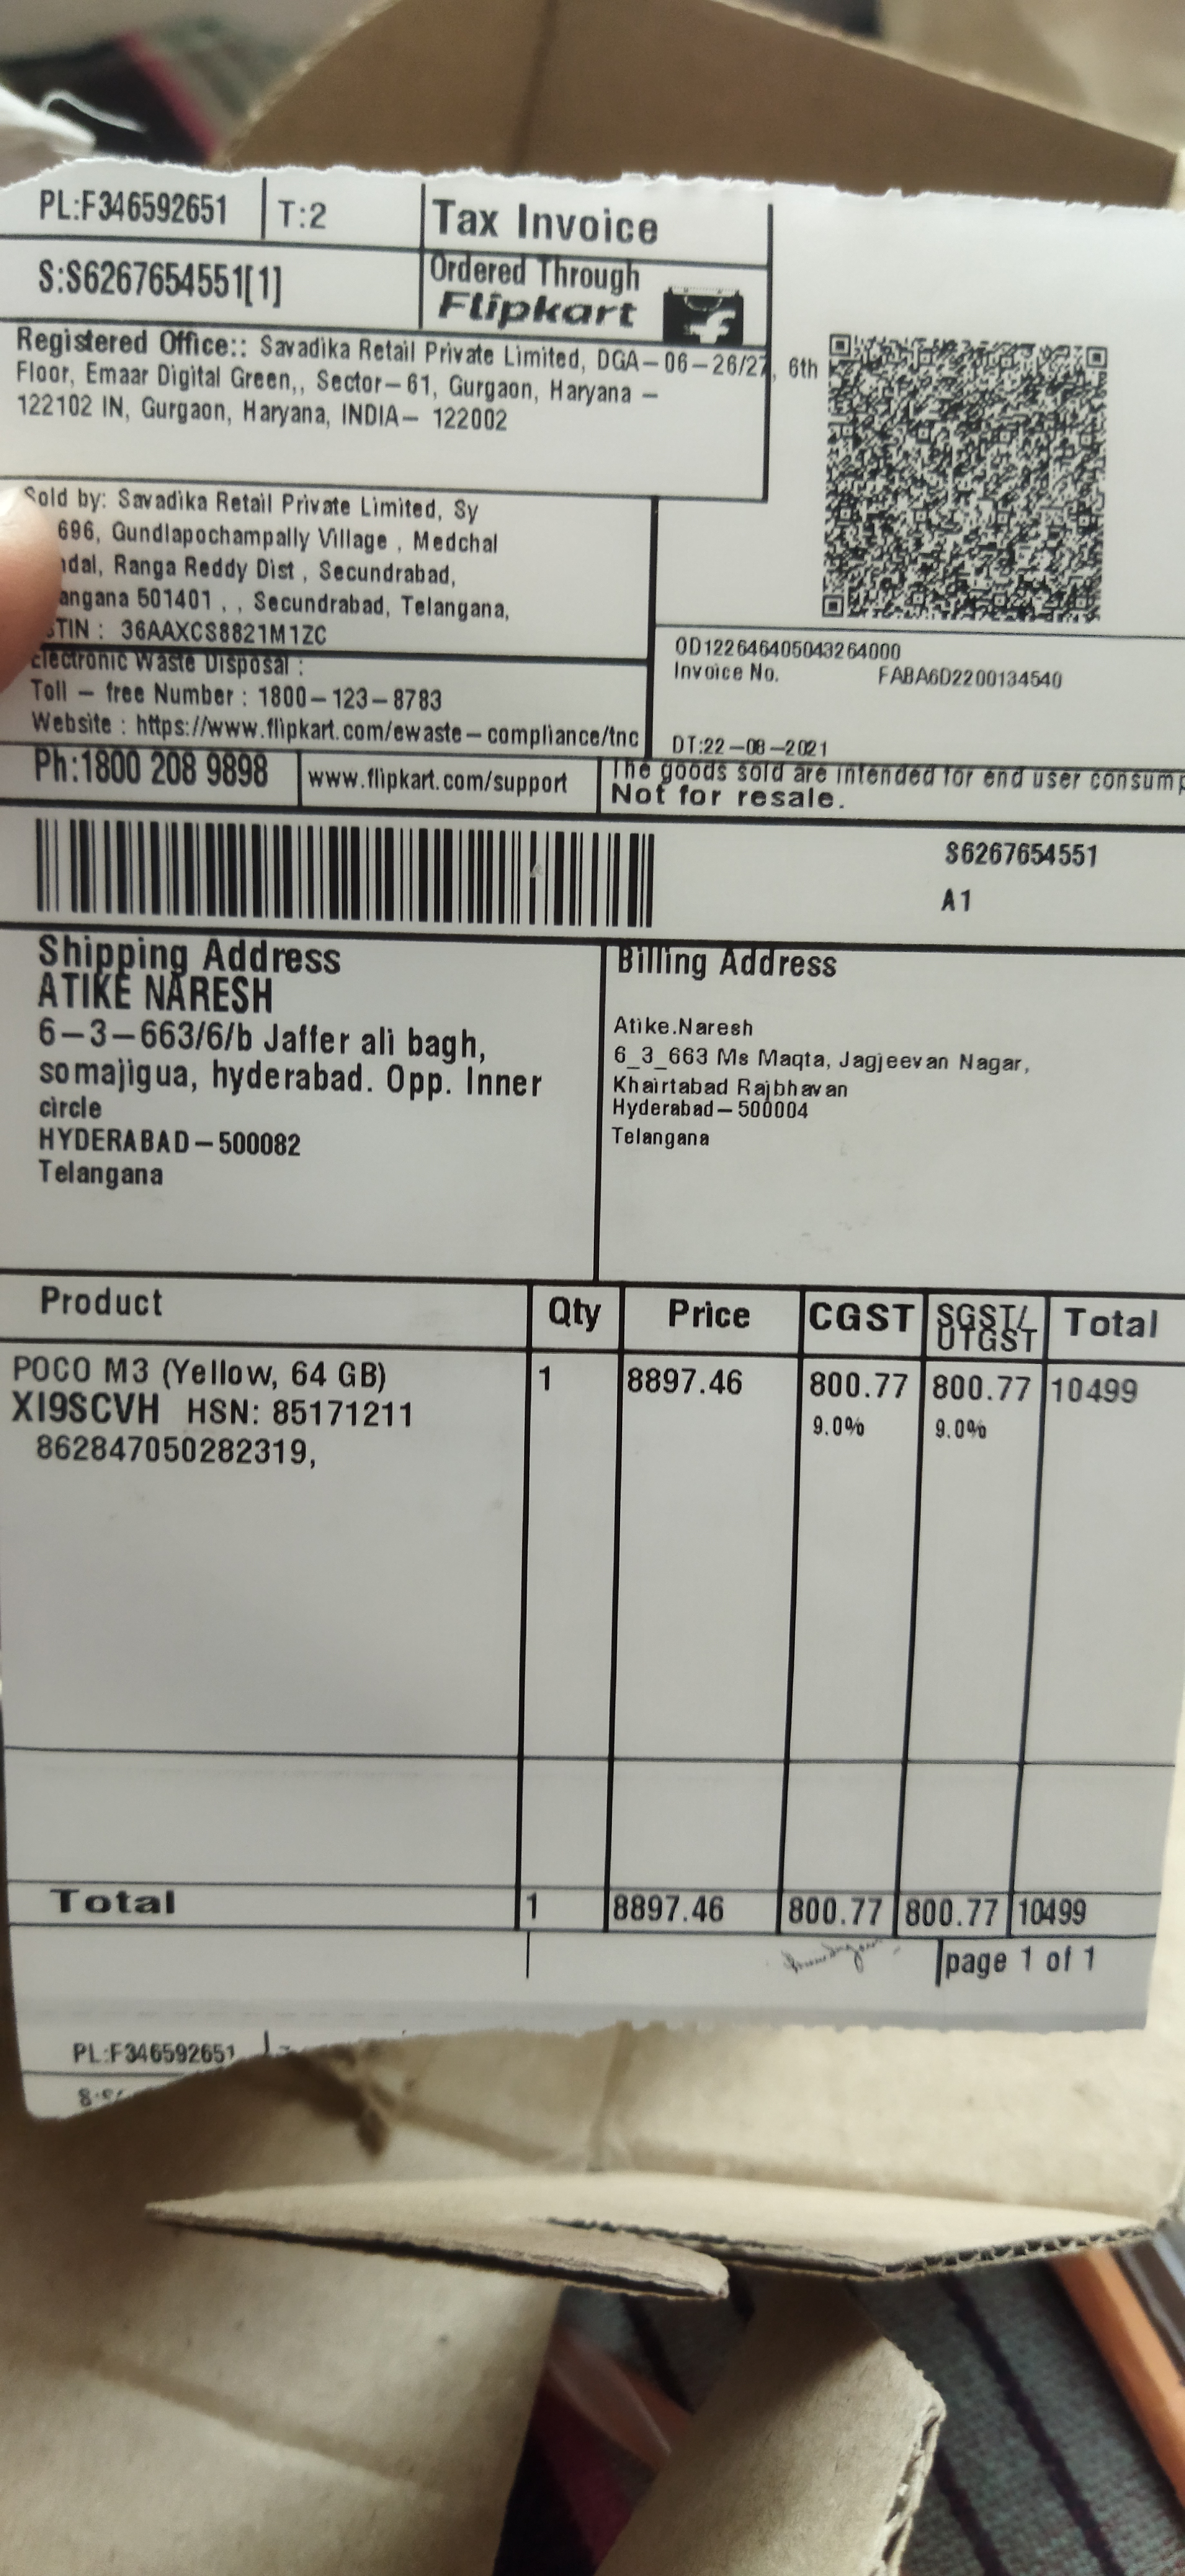 PL:F346592651 T:2 Tax Invoice
S:S6267654551[1] Ordered Through
Flipkart
Registered Office:: Savadika Retail Private Limited, DGA-06-26/27, 6th
Floor, Emaar Digital Green,, Sector-61, Gurgaon, Haryana -
122102 IN, Gurgaon, Haryana, INDIA- 122002
Sold by: Savadika Retail Private Limited, Sy
696, Gundlapochampally Village , Medchal
ndal, Ranga Reddy Dist , Secundrabad,
angana 501401 , , Secundrabad, Telangana,
STIN : 36AAXCS8821M1ZC
Electronic Waste Disposal :
Toll - free Number : 1800-123-8783
Website : https://www.flipkart.com/ewaste-compliance/tnc
OD122646405043264000
Invoice No. FABA6D2200134540
DT:22-08-2021
Ph:1800 208 9898 www.flipkart.com/support
The goods sold are intended for end user consump
Not for resale.
S6267654551
A1
Shipping Address
ATIKE NARESH
6-3-663/6/b Jaffer ali bagh,
somajigua, hyderabad. Opp. Inner
circle
HYDERABAD-500082
Telangana
Billing Address
Atike.Naresh
6_3_663 Ms Maqta, Jagjeevan Nagar,
Khairtabad Rajbhavan
Hyderabad-500004
Telangana
Product Qty Price CGST SGST/UTGST Total
POCO M3 (Yellow, 64 GB) 1 8897.46 800.77 800.77 10499
XI9SCVH HSN: 85171211 9.0% 9.0%
862847050282319,
Total 1 8897.46 800.77 800.77 10499
page 1 of 1
PL:F346592651